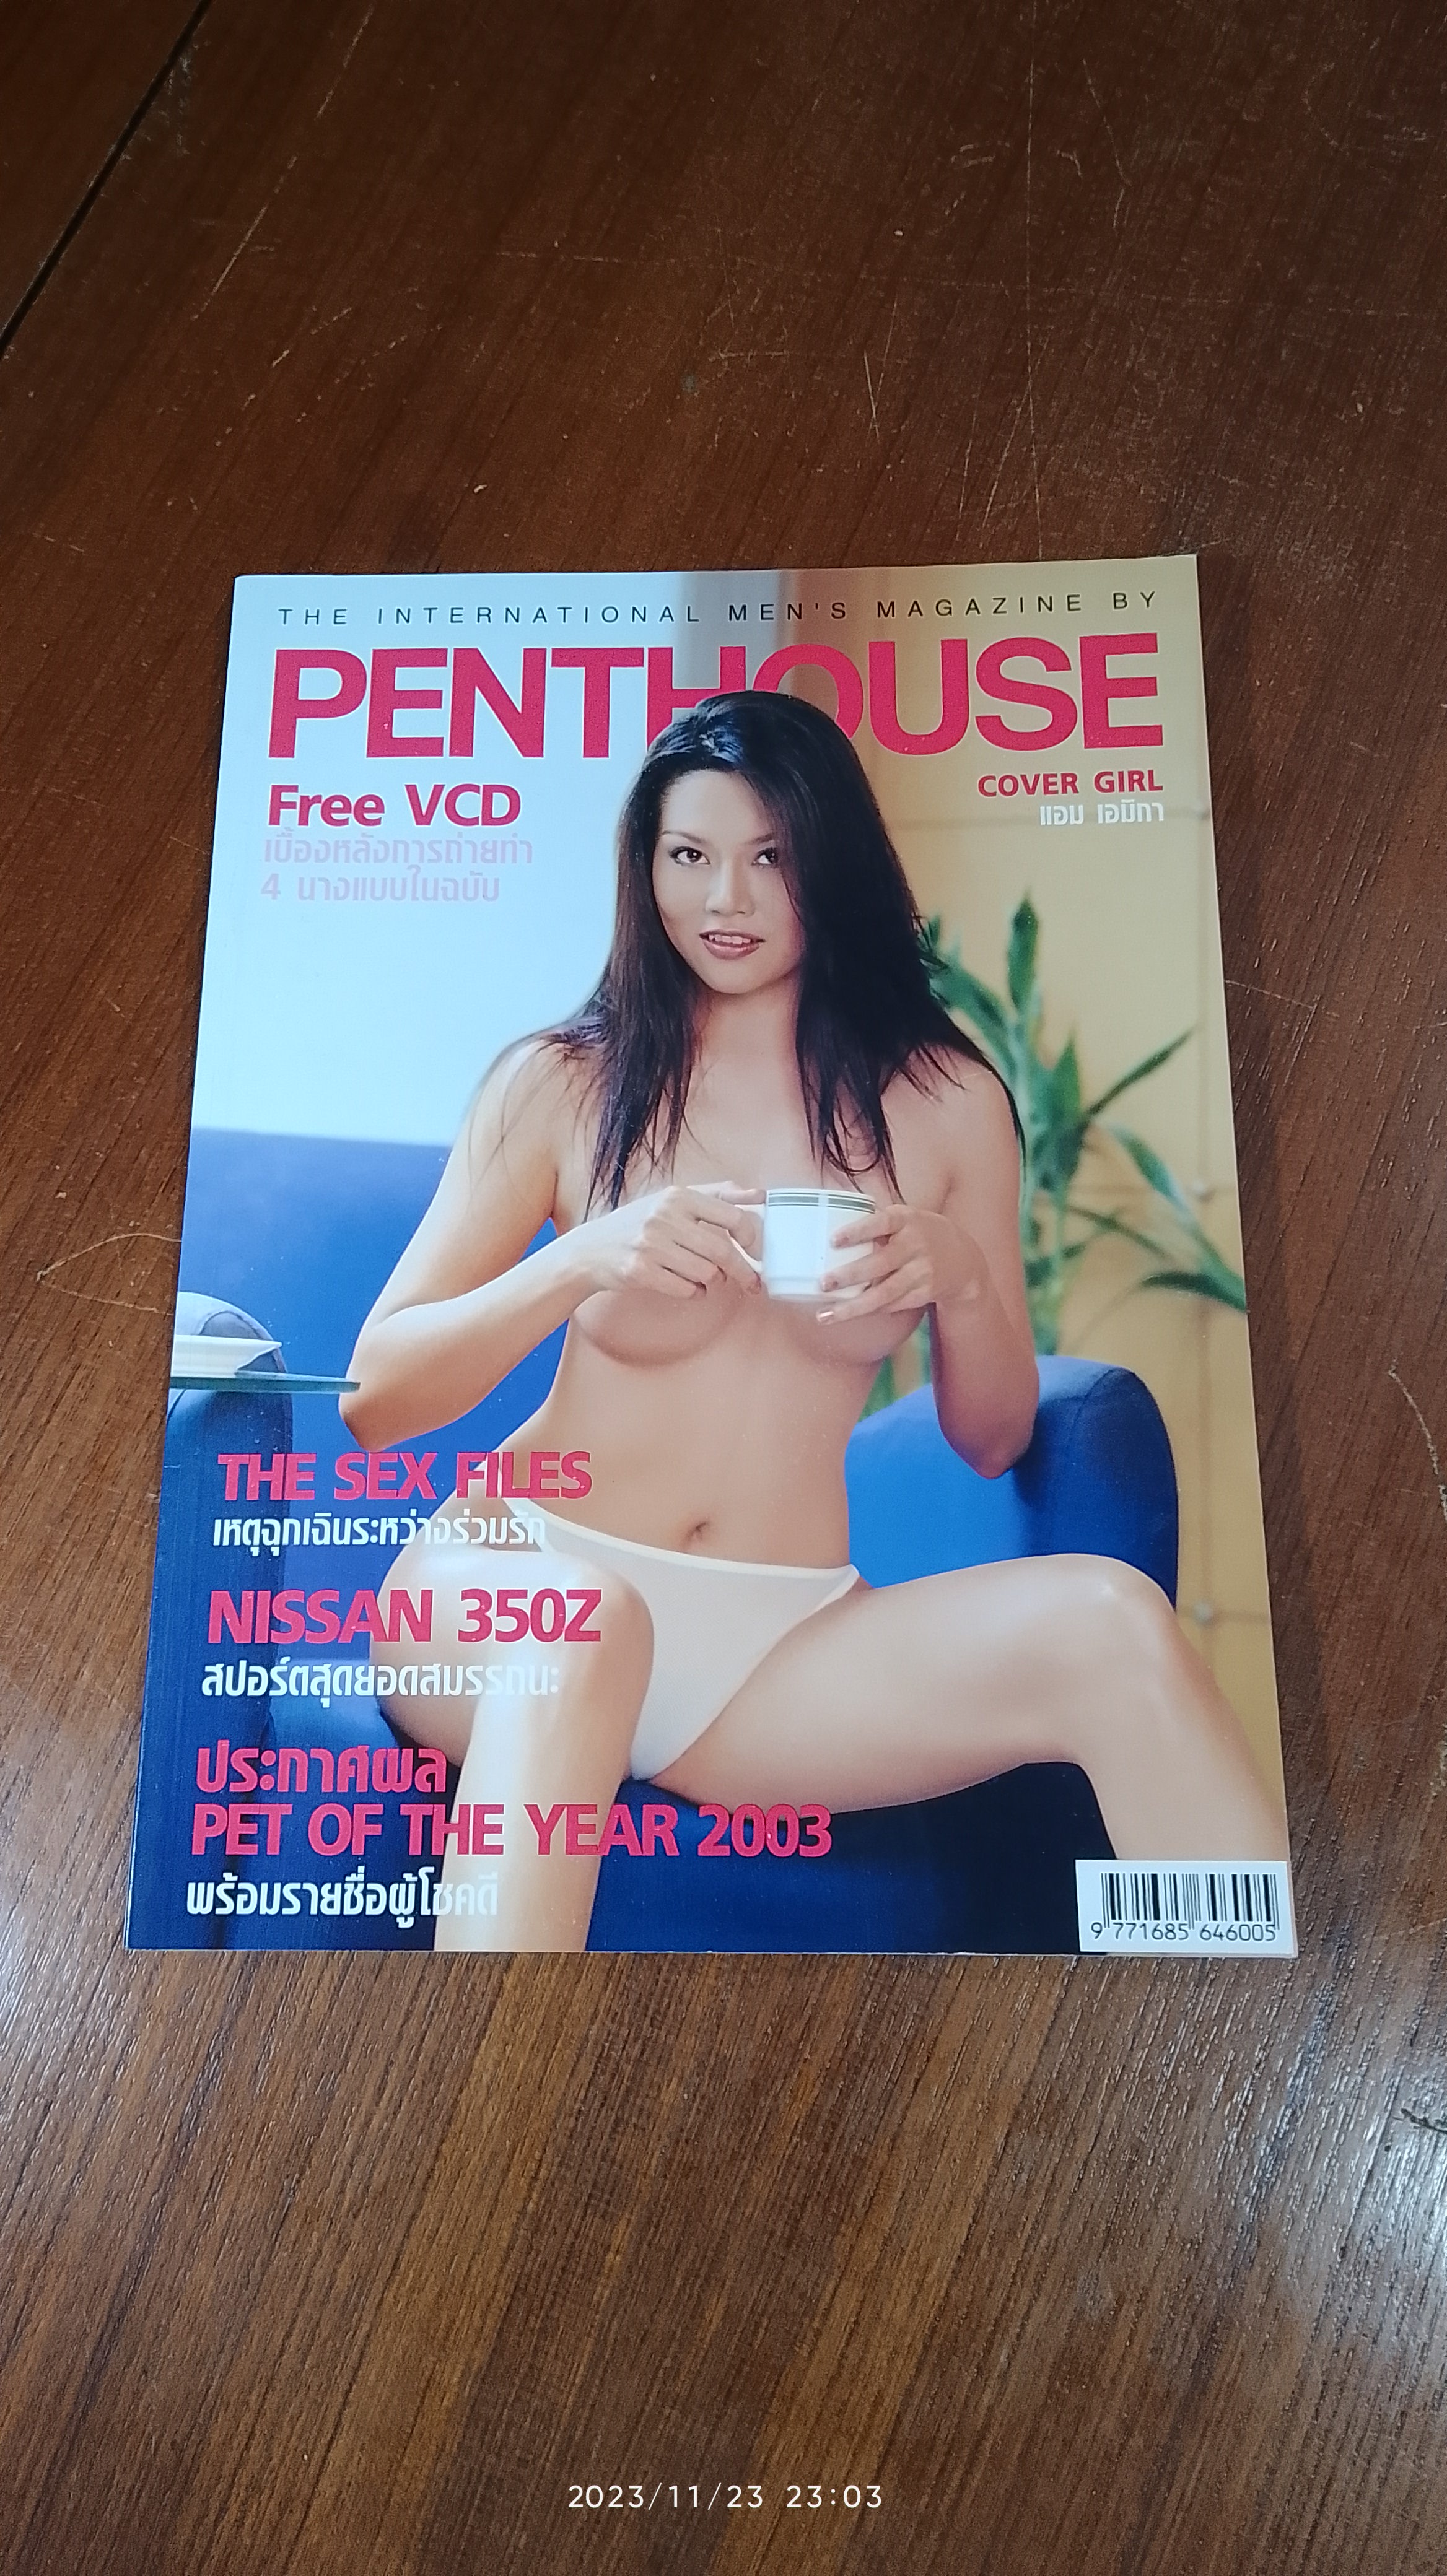 THE INTERNATIONAL MEN'S MAGAZINE BY
PENTHOUSE
Free VCD
เบื้องหลังการถ่ายทำ
4 นางแบบในฉบับ
COVER GIRL
แอม เอมิกา
THE SEX FILES
เหตุฉุกเฉินระหว่างร่วมรัก
NISSAN 350Z
สปอร์ตสุดยอดสมรรถนะ
ประกาศผล
PET OF THE YEAR 2003
พร้อมรายชื่อผู้โชคดี
9 771685 646005
2023/11/23 23:03